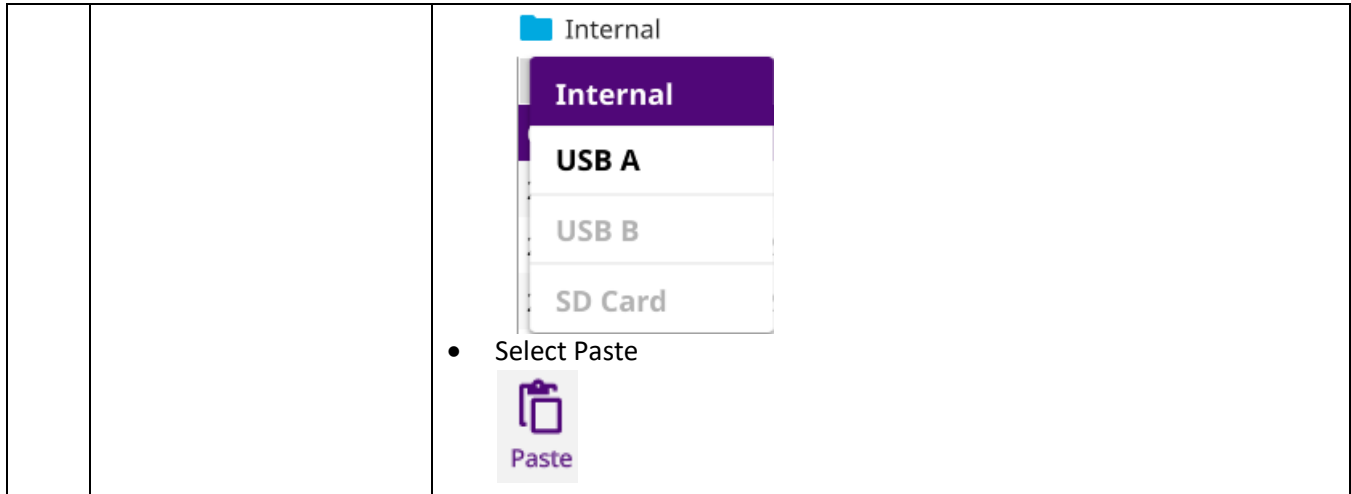 Internal
Internal
USB A
USB B
SD Card
• Select Paste
Paste